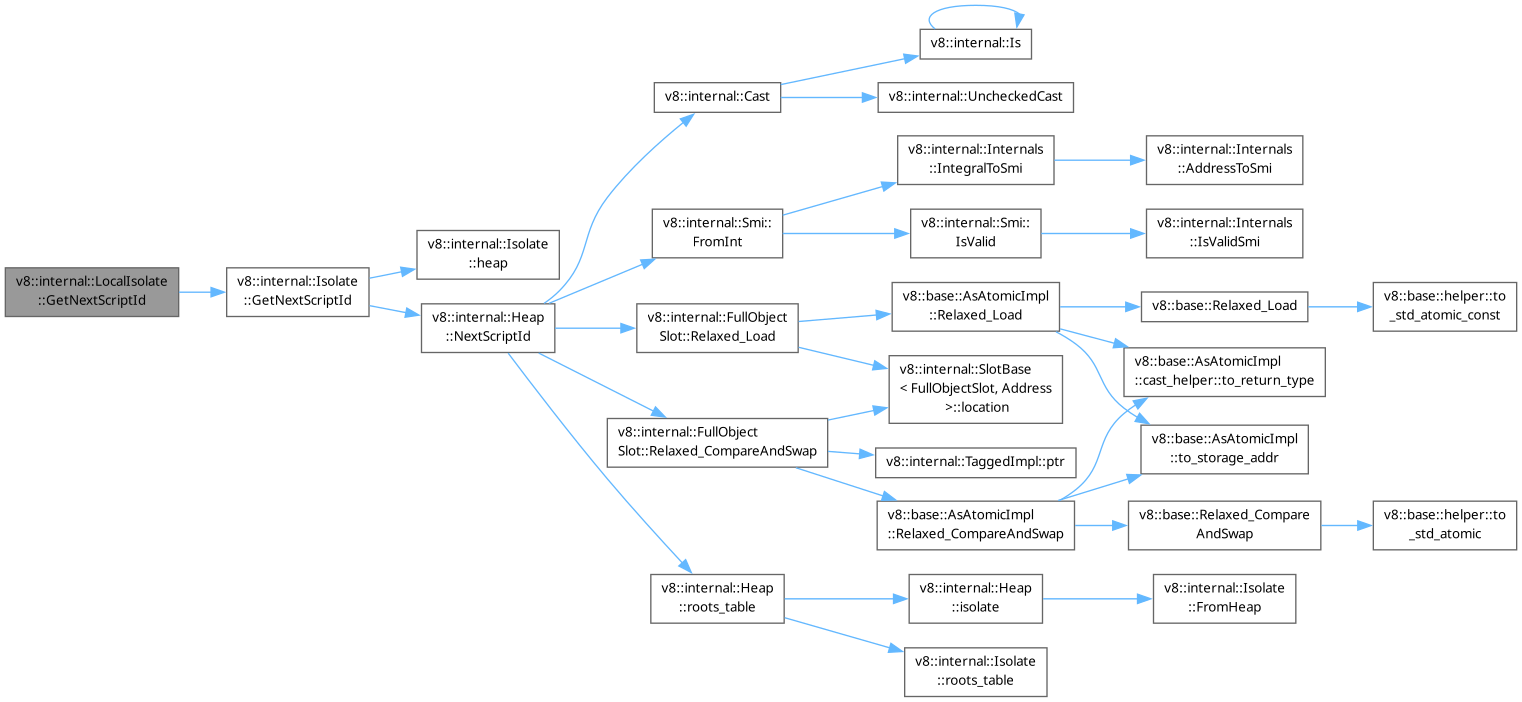 v8::internal::LocalIsolate
::GetNextScriptId
v8::internal::Isolate
::GetNextScriptId
v8::internal::Isolate
::heap
v8::internal::Heap
::NextScriptId
v8::internal::Cast
v8::internal::Is
v8::internal::UncheckedCast
v8::internal::Smi::
FromInt
v8::internal::Internals
::IntegralToSmi
v8::internal::Internals
::AddressToSmi
v8::internal::Smi::
IsValid
v8::internal::Internals
::IsValidSmi
v8::internal::FullObject
Slot::Relaxed_Load
v8::base::AsAtomicImpl
::Relaxed_Load
v8::base::Relaxed_Load
v8::base::helper::to
_std_atomic_const
v8::base::AsAtomicImpl
::cast_helper::to_return_type
v8::base::AsAtomicImpl
::to_storage_addr
v8::internal::SlotBase
< FullObjectSlot, Address
>::location
v8::internal::FullObject
Slot::Relaxed_CompareAndSwap
v8::internal::TaggedImpl::ptr
v8::base::AsAtomicImpl
::Relaxed_CompareAndSwap
v8::base::Relaxed_Compare
AndSwap
v8::base::helper::to
_std_atomic
v8::internal::Heap
::roots_table
v8::internal::Heap
::isolate
v8::internal::Isolate
::FromHeap
v8::internal::Isolate
::roots_table